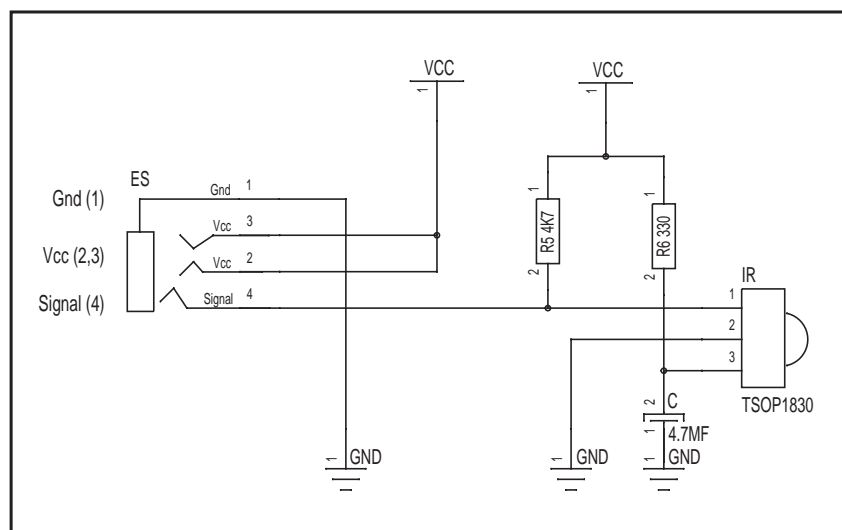 VCC
1
VCC
1
ES
Gnd (1)
Gnd
1
Vcc
3
Vcc (2,3)
Vcc
2
Signal (4)
Signal
4
1
R5 4K7
2
1
R6 330
2
IR
1
2
3
TSOP1830
2
C
1
4.7MF
1
GND
1
GND
1
GND